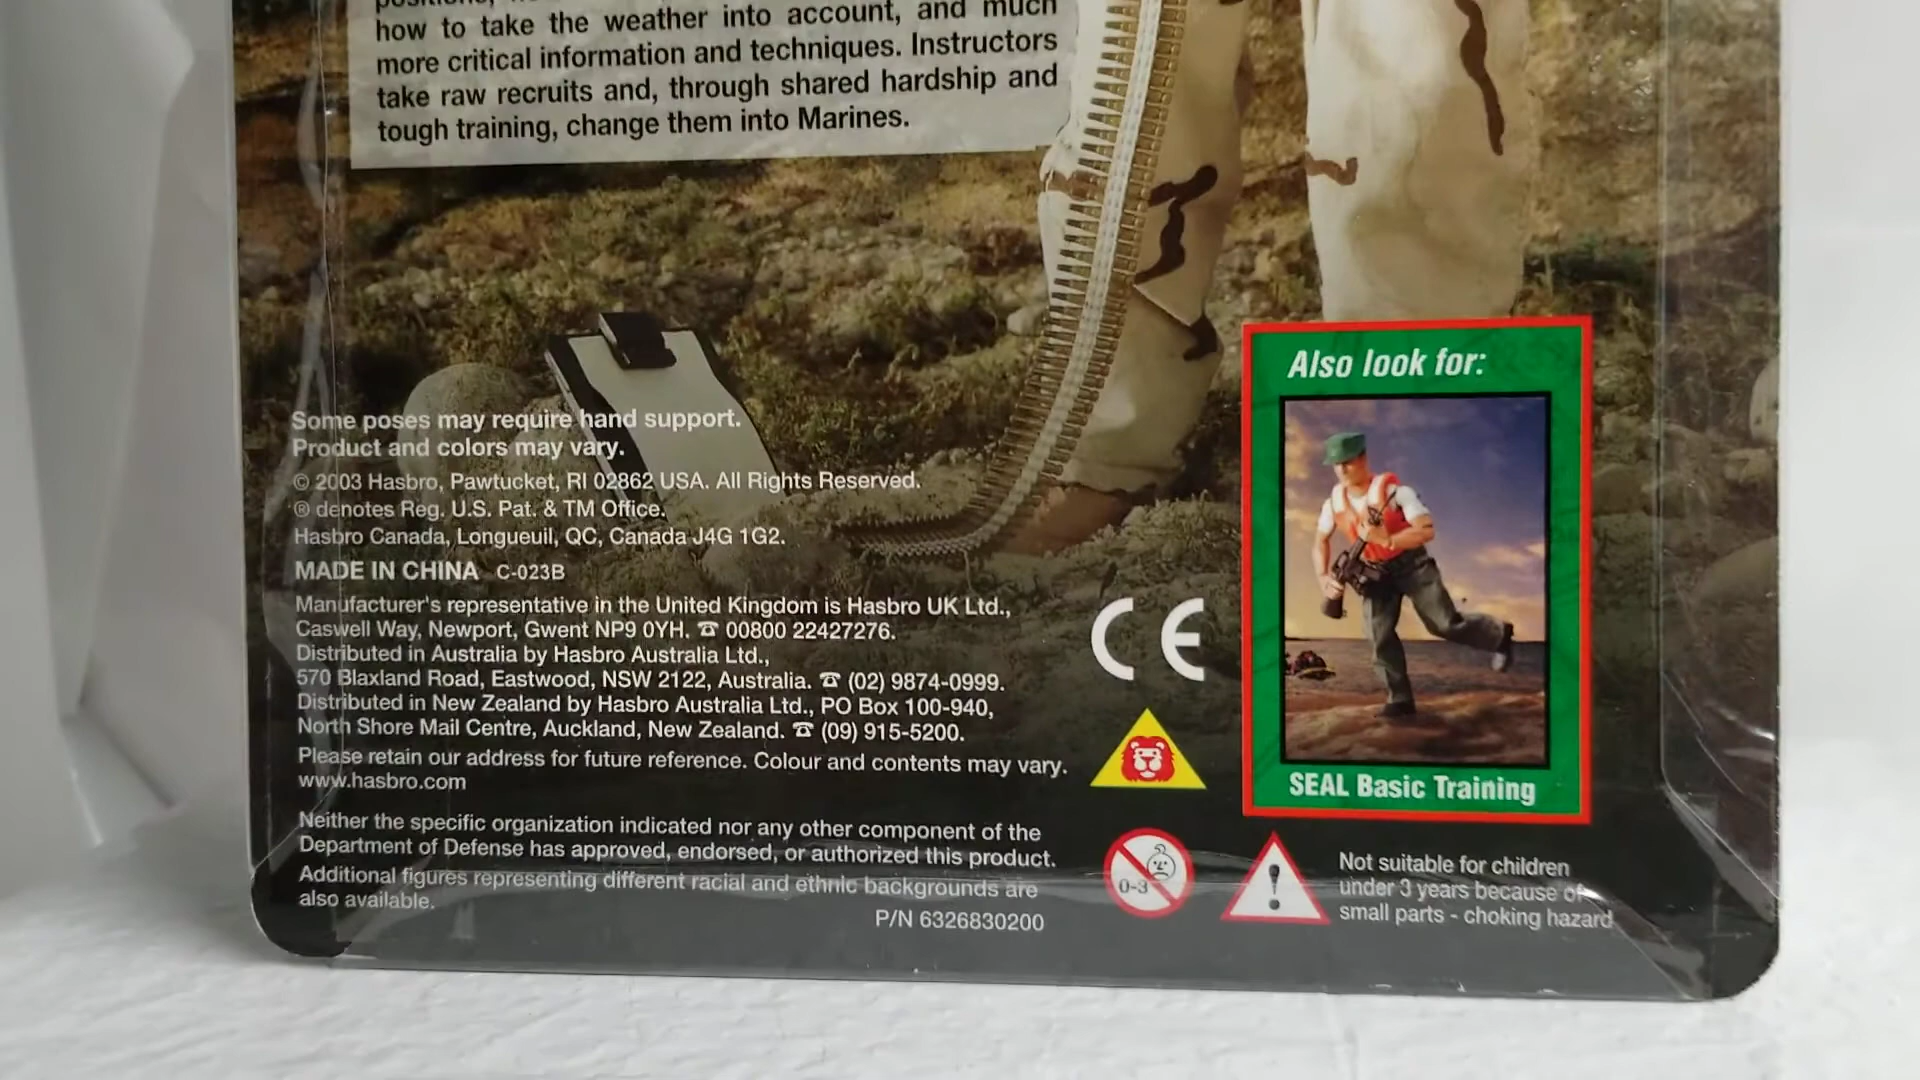 how to take the weather into account, and much
more critical information and techniques. Instructors
take raw recruits and, through shared hardship and
tough training, change them into Marines.
Some poses may require hand support.
Product and colors may vary.
© 2003 Hasbro, Pawtucket, RI 02862 USA. All Rights Reserved.
® denotes Reg. U.S. Pat. & TM Office.
Hasbro Canada, Longueuil, QC, Canada J4G 1G2.
MADE IN CHINA C-023B
Manufacturer's representative in the United Kingdom is Hasbro UK Ltd.,
Caswell Way, Newport, Gwent NP9 0YH. ☎ 00800 22427276.
Distributed in Australia by Hasbro Australia Ltd.,
570 Blaxland Road, Eastwood, NSW 2122, Australia. ☎ (02) 9874-0999.
Distributed in New Zealand by Hasbro Australia Ltd., PO Box 100-940,
North Shore Mail Centre, Auckland, New Zealand. ☎ (09) 915-5200.
Please retain our address for future reference. Colour and contents may vary.
www.hasbro.com
Neither the specific organization indicated nor any other component of the
Department of Defense has approved, endorsed, or authorized this product.
Additional figures representing different racial and ethnic backgrounds are
also available.
P/N 6326830200
CE
0-3
Also look for:
SEAL Basic Training
Not suitable for children
under 3 years because of
small parts - choking hazard